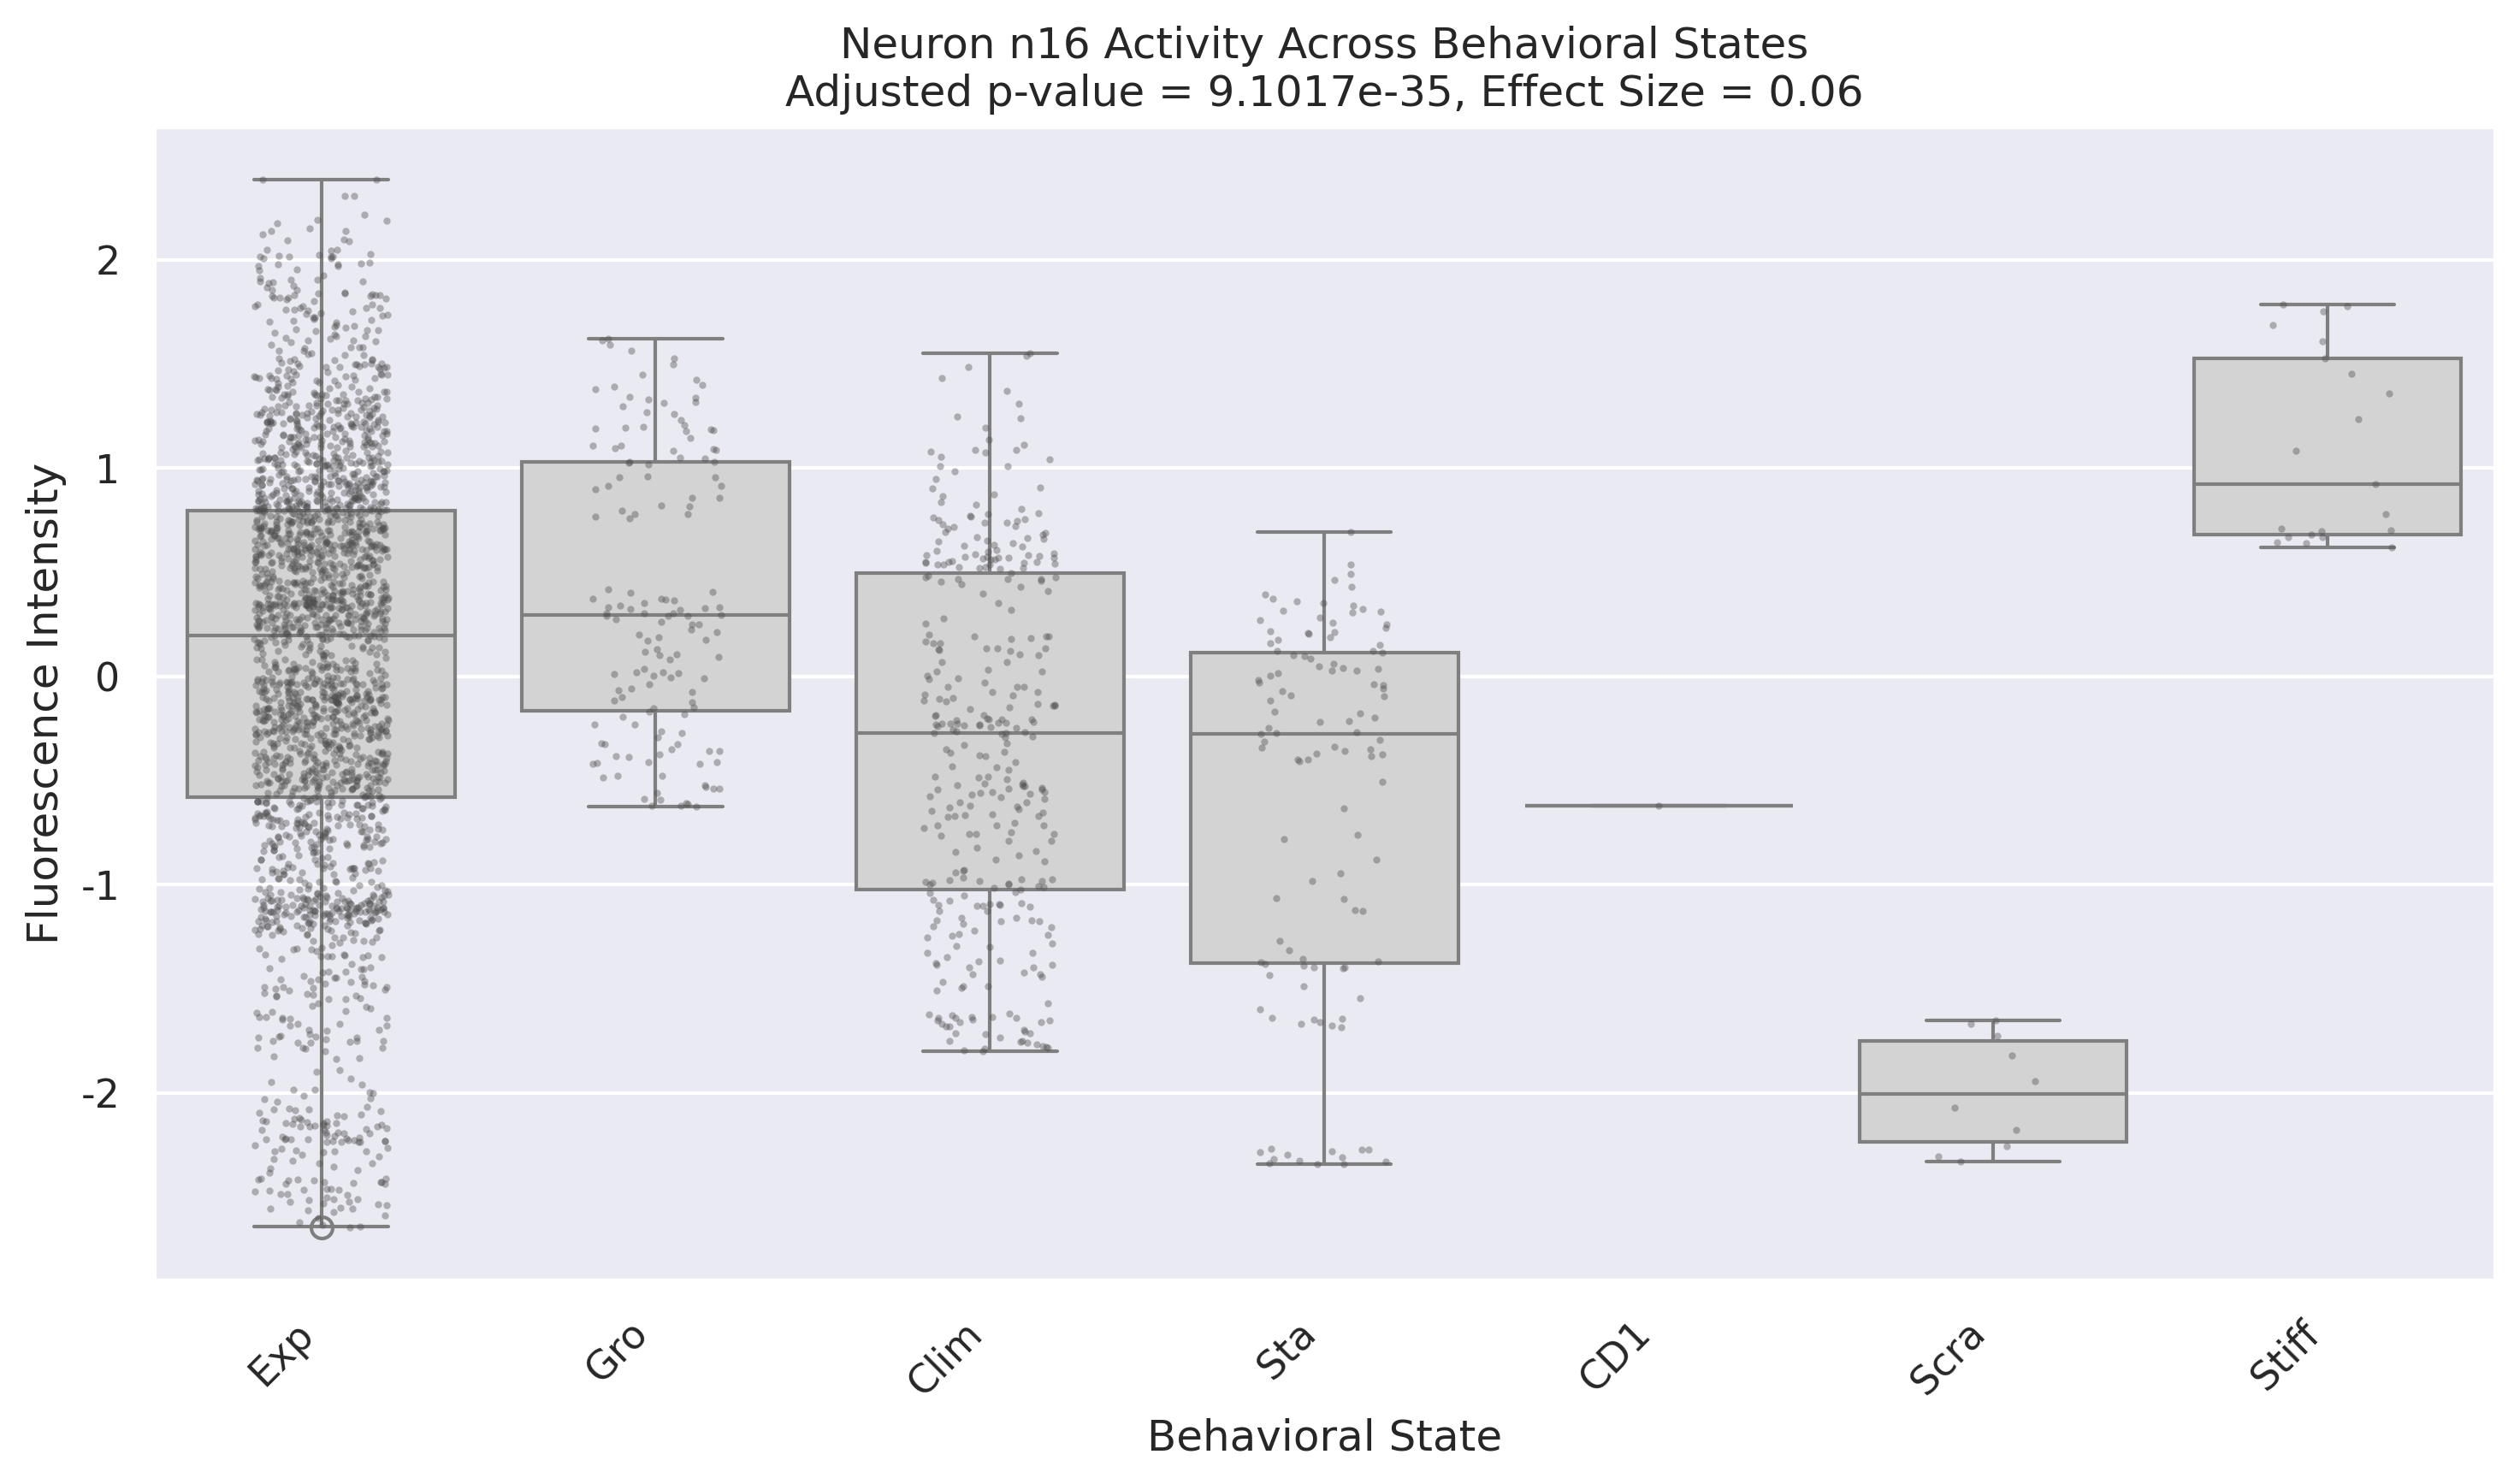 Neuron n16 Activity Across Behavioral States
Adjusted p-value = 9.1017e-35, Effect Size = 0.06
Fluorescence Intensity
2
1
0
-1
-2
Exp
Gro
Clim
Sta
CD1
Scra
Stiff
Behavioral State